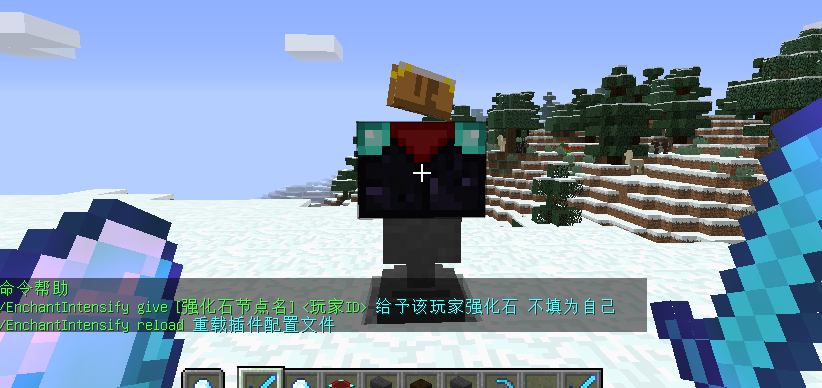 命令帮助
/EnchantIntensify give [强化石节点名] <玩家ID> 给予该玩家强化石 不填为自己
/EnchantIntensify reload 重载插件配置文件